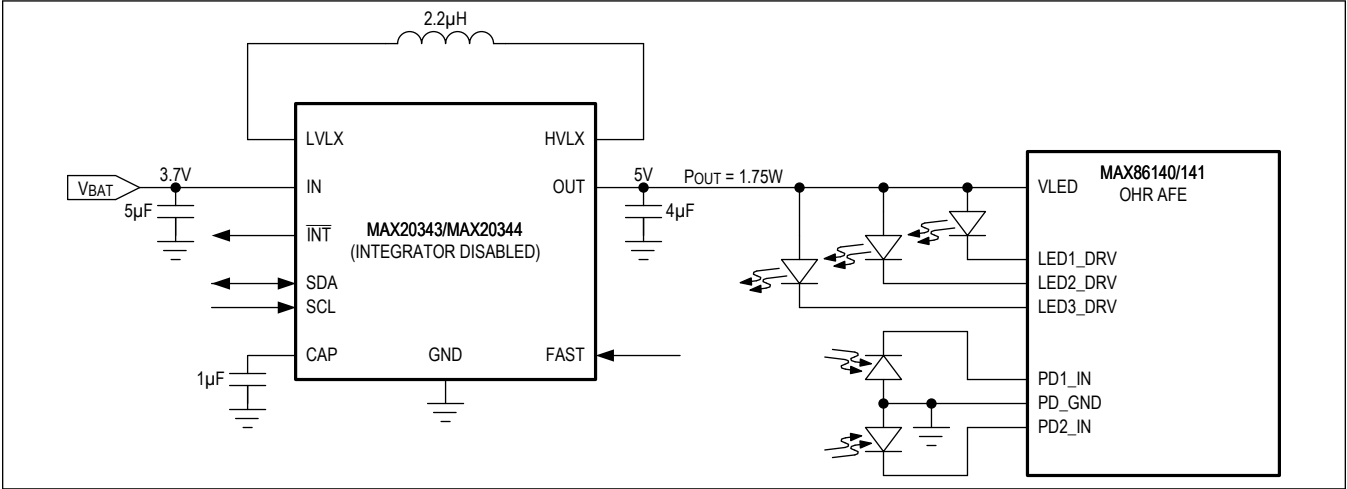 2.2µH
LVLX
HVLX
VBAT
3.7V
IN
OUT
5V
POUT = 1.75W
MAX86140/141
OHR AFE
VLED
5µF
4µF
INT
MAX20343/MAX20344
(INTEGRATOR DISABLED)
LED1_DRV
SDA
LED2_DRV
SCL
LED3_DRV
CAP
GND
FAST
1µF
PD1_IN
PD_GND
PD2_IN